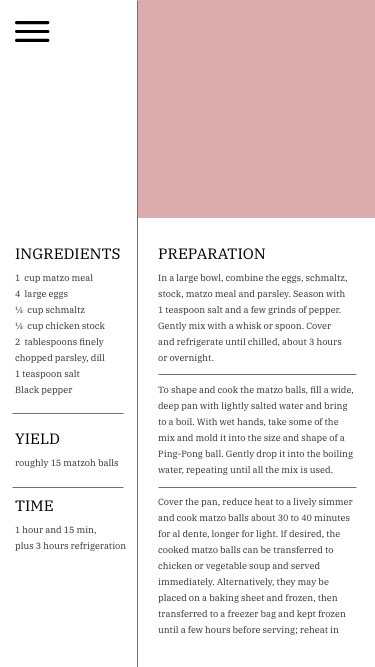 INGREDIENTS
1 cup matzo meal
4 large eggs
¼ cup schmaltz
¼ cup chicken stock
2 tablespoons finely
chopped parsley, dill
1 teaspoon salt
Black pepper
YIELD
roughly 15 matzoh balls
TIME
1 hour and 15 min,
plus 3 hours refrigeration
PREPARATION
In a large bowl, combine the eggs, schmaltz,
stock, matzo meal and parsley. Season with
1 teaspoon salt and a few grinds of pepper.
Gently mix with a whisk or spoon. Cover
and refrigerate until chilled, about 3 hours
or overnight.
To shape and cook the matzo balls, fill a wide,
deep pan with lightly salted water and bring
to a boil. With wet hands, take some of the
mix and mold it into the size and shape of a
Ping-Pong ball. Gently drop it into the boiling
water, repeating until all the mix is used.
Cover the pan, reduce heat to a lively simmer
and cook matzo balls about 30 to 40 minutes
for al dente, longer for light. If desired, the
cooked matzo balls can be transferred to
chicken or vegetable soup and served
immediately. Alternatively, they may be
placed on a baking sheet and frozen, then
transferred to a freezer bag and kept frozen
until a few hours before serving; reheat in